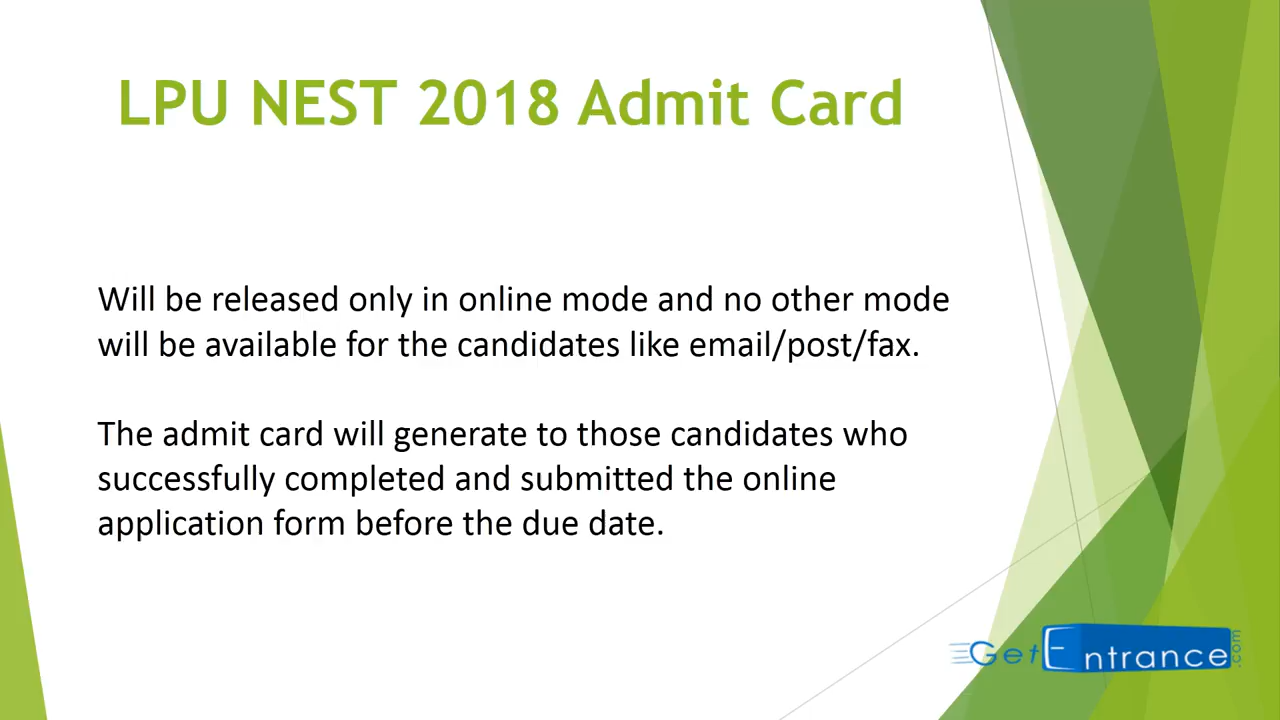 LPU NEST 2018 Admit Card
Will be released only in online mode and no other mode
will be available for the candidates like email/post/fax.
The admit card will generate to those candidates who
successfully completed and submitted the online
application form before the due date.
GetEntrance.com